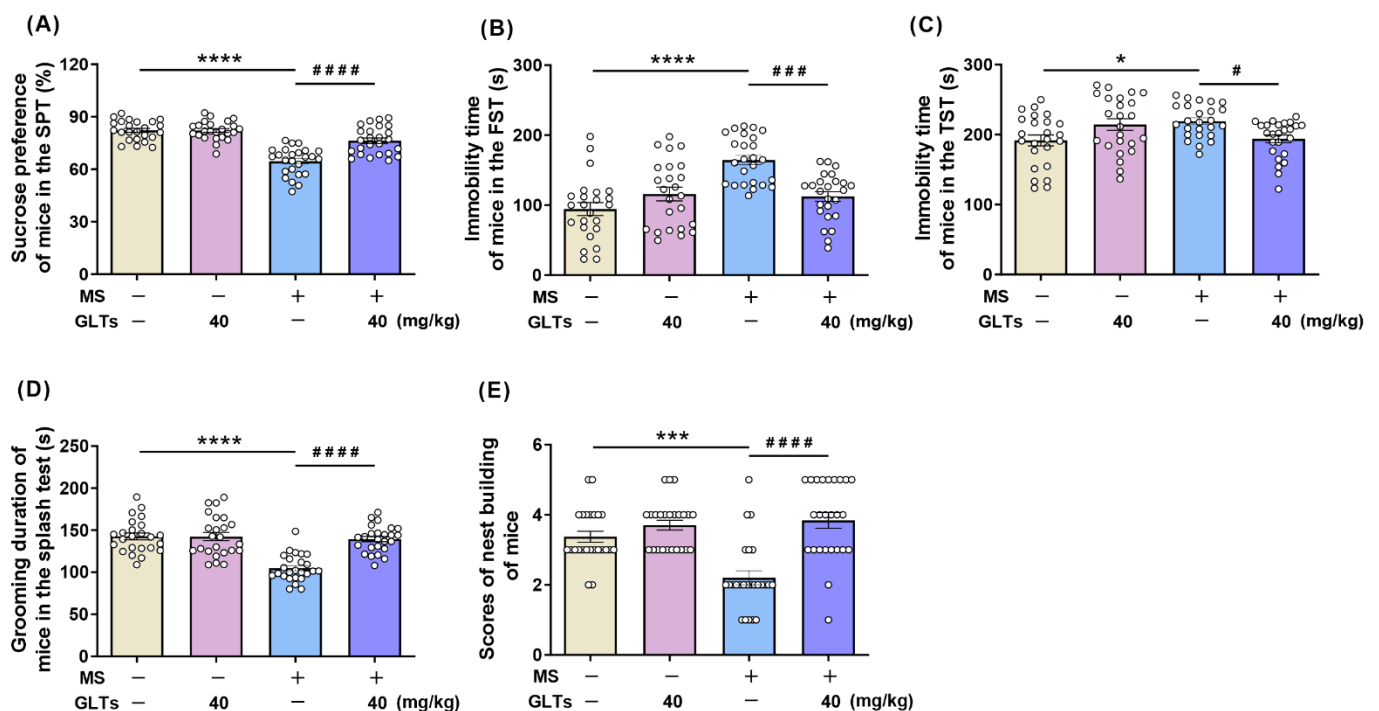 (A)
Sucrose preference
of mice in the SPT (%)
120
90
60
30
0
****
####
MS − − + +
GLTs − 40 − 40 (mg/kg)
(B)
Immobility time
of mice in the FST (s)
300
200
100
0
****
###
MS − − + +
GLTs − 40 − 40 (mg/kg)
(C)
Immobility time
of mice in the TST (s)
300
200
100
0
*
#
MS − − + +
GLTs − 40 − 40 (mg/kg)
(D)
Grooming duration of
mice in the splash test (s)
250
200
150
100
50
0
****
####
MS − − + +
GLTs − 40 − 40 (mg/kg)
(E)
Scores of nest building
of mice
6
4
2
0
***
####
MS − − + +
GLTs − 40 − 40 (mg/kg)